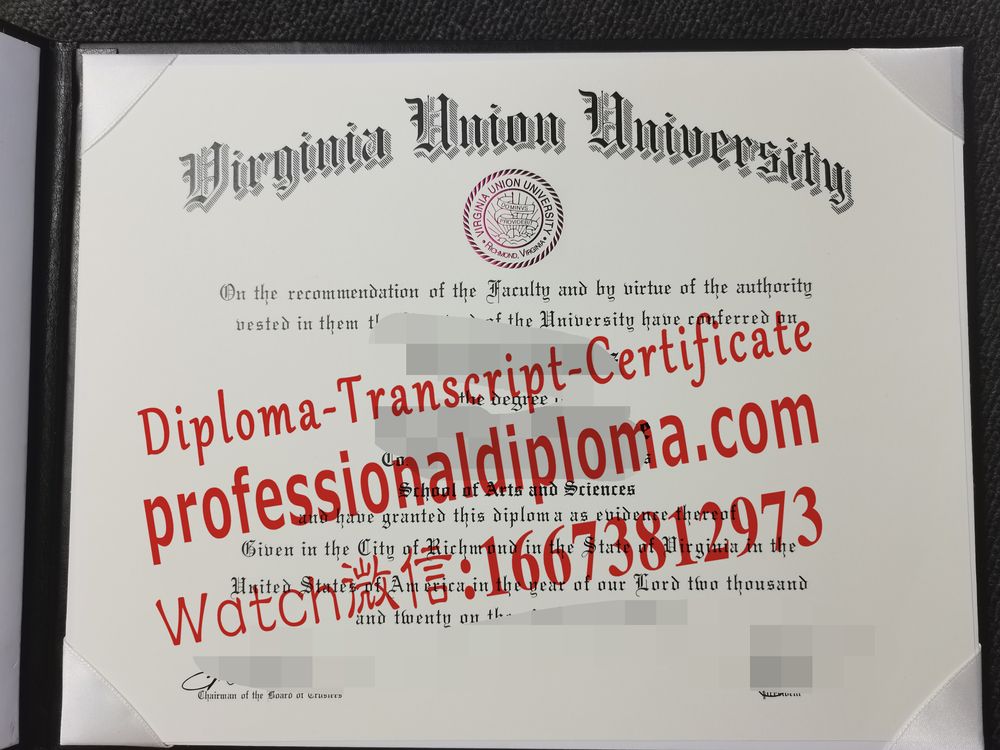 Virginia Union University
VIRGINIA UNION UNIVERSITY
DOMINVS
PROVIDEBIT
RICHMOND, VIRGINIA
On the recommendation of the Faculty and by virtue of the authority
vested in them of the University have conferred on
Diploma-Transcript-Certificate
the degree
professionaldiploma.com
School of Arts and Sciences
and have granted this diploma as evidence thereof
Given in the City of Richmond in the State of Virginia in the
Watch微信:16673812973
United States of America in the year of our Lord two thousand
and twenty on
Chairman of the Board of Trustees
President